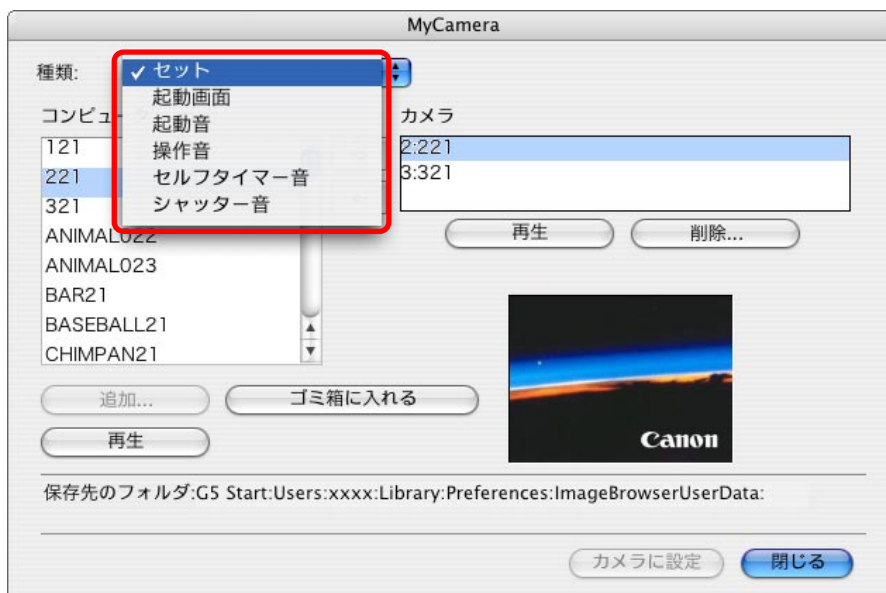 MyCamera
種類:
セット
起動画面
起動音
操作音
セルフタイマー音
シャッター音
コンピュー
121
221
321
ANIMAL022
ANIMAL023
BAR21
BASEBALL21
CHIMPAN21
カメラ
2:221
3:321
再生
削除...
Canon
追加...
ゴミ箱に入れる
再生
保存先のフォルダ:G5 Start:Users:xxxx:Library:Preferences:ImageBrowserUserData:
カメラに設定
閉じる